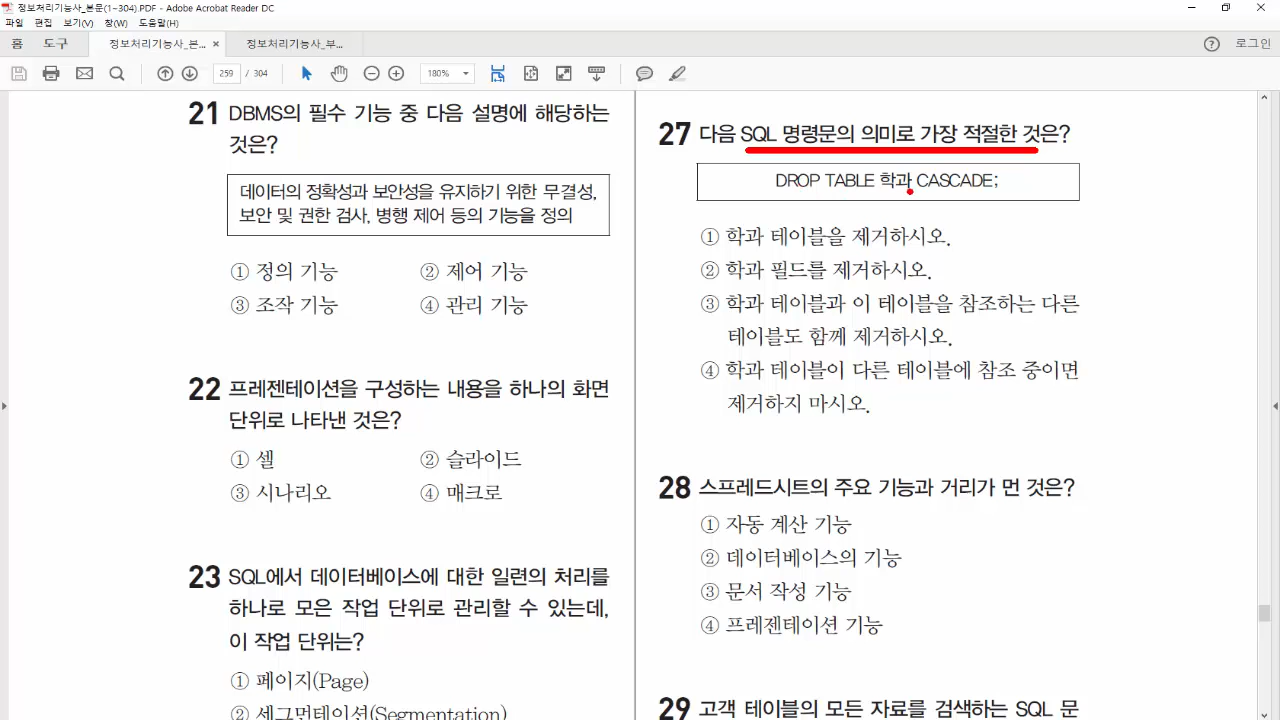 정보처리기능사_본문(1~304).PDF - Adobe Acrobat Reader DC
파일 편집 보기(V) 창(W) 도움말(H)
홈 도구 정보처리기능사_본... × 정보처리기능사_부... 로그인
259 / 304 180%
21 DBMS의 필수 기능 중 다음 설명에 해당하는
것은?
데이터의 정확성과 보안성을 유지하기 위한 무결성,
보안 및 권한 검사, 병행 제어 등의 기능을 정의
① 정의 기능 ② 제어 기능
③ 조작 기능 ④ 관리 기능
22 프레젠테이션을 구성하는 내용을 하나의 화면
단위로 나타낸 것은?
① 셀 ② 슬라이드
③ 시나리오 ④ 매크로
23 SQL에서 데이터베이스에 대한 일련의 처리를
하나로 모은 작업 단위로 관리할 수 있는데,
이 작업 단위는?
① 페이지(Page)
② 세그먼테이션(Segmentation)
27 다음 SQL 명령문의 의미로 가장 적절한 것은?
DROP TABLE 학과 CASCADE;
① 학과 테이블을 제거하시오.
② 학과 필드를 제거하시오.
③ 학과 테이블과 이 테이블을 참조하는 다른
테이블도 함께 제거하시오.
④ 학과 테이블이 다른 테이블에 참조 중이면
제거하지 마시오.
28 스프레드시트의 주요 기능과 거리가 먼 것은?
① 자동 계산 기능
② 데이터베이스의 기능
③ 문서 작성 기능
④ 프레젠테이션 기능
29 고객 테이블의 모든 자료를 검색하는 SQL 문